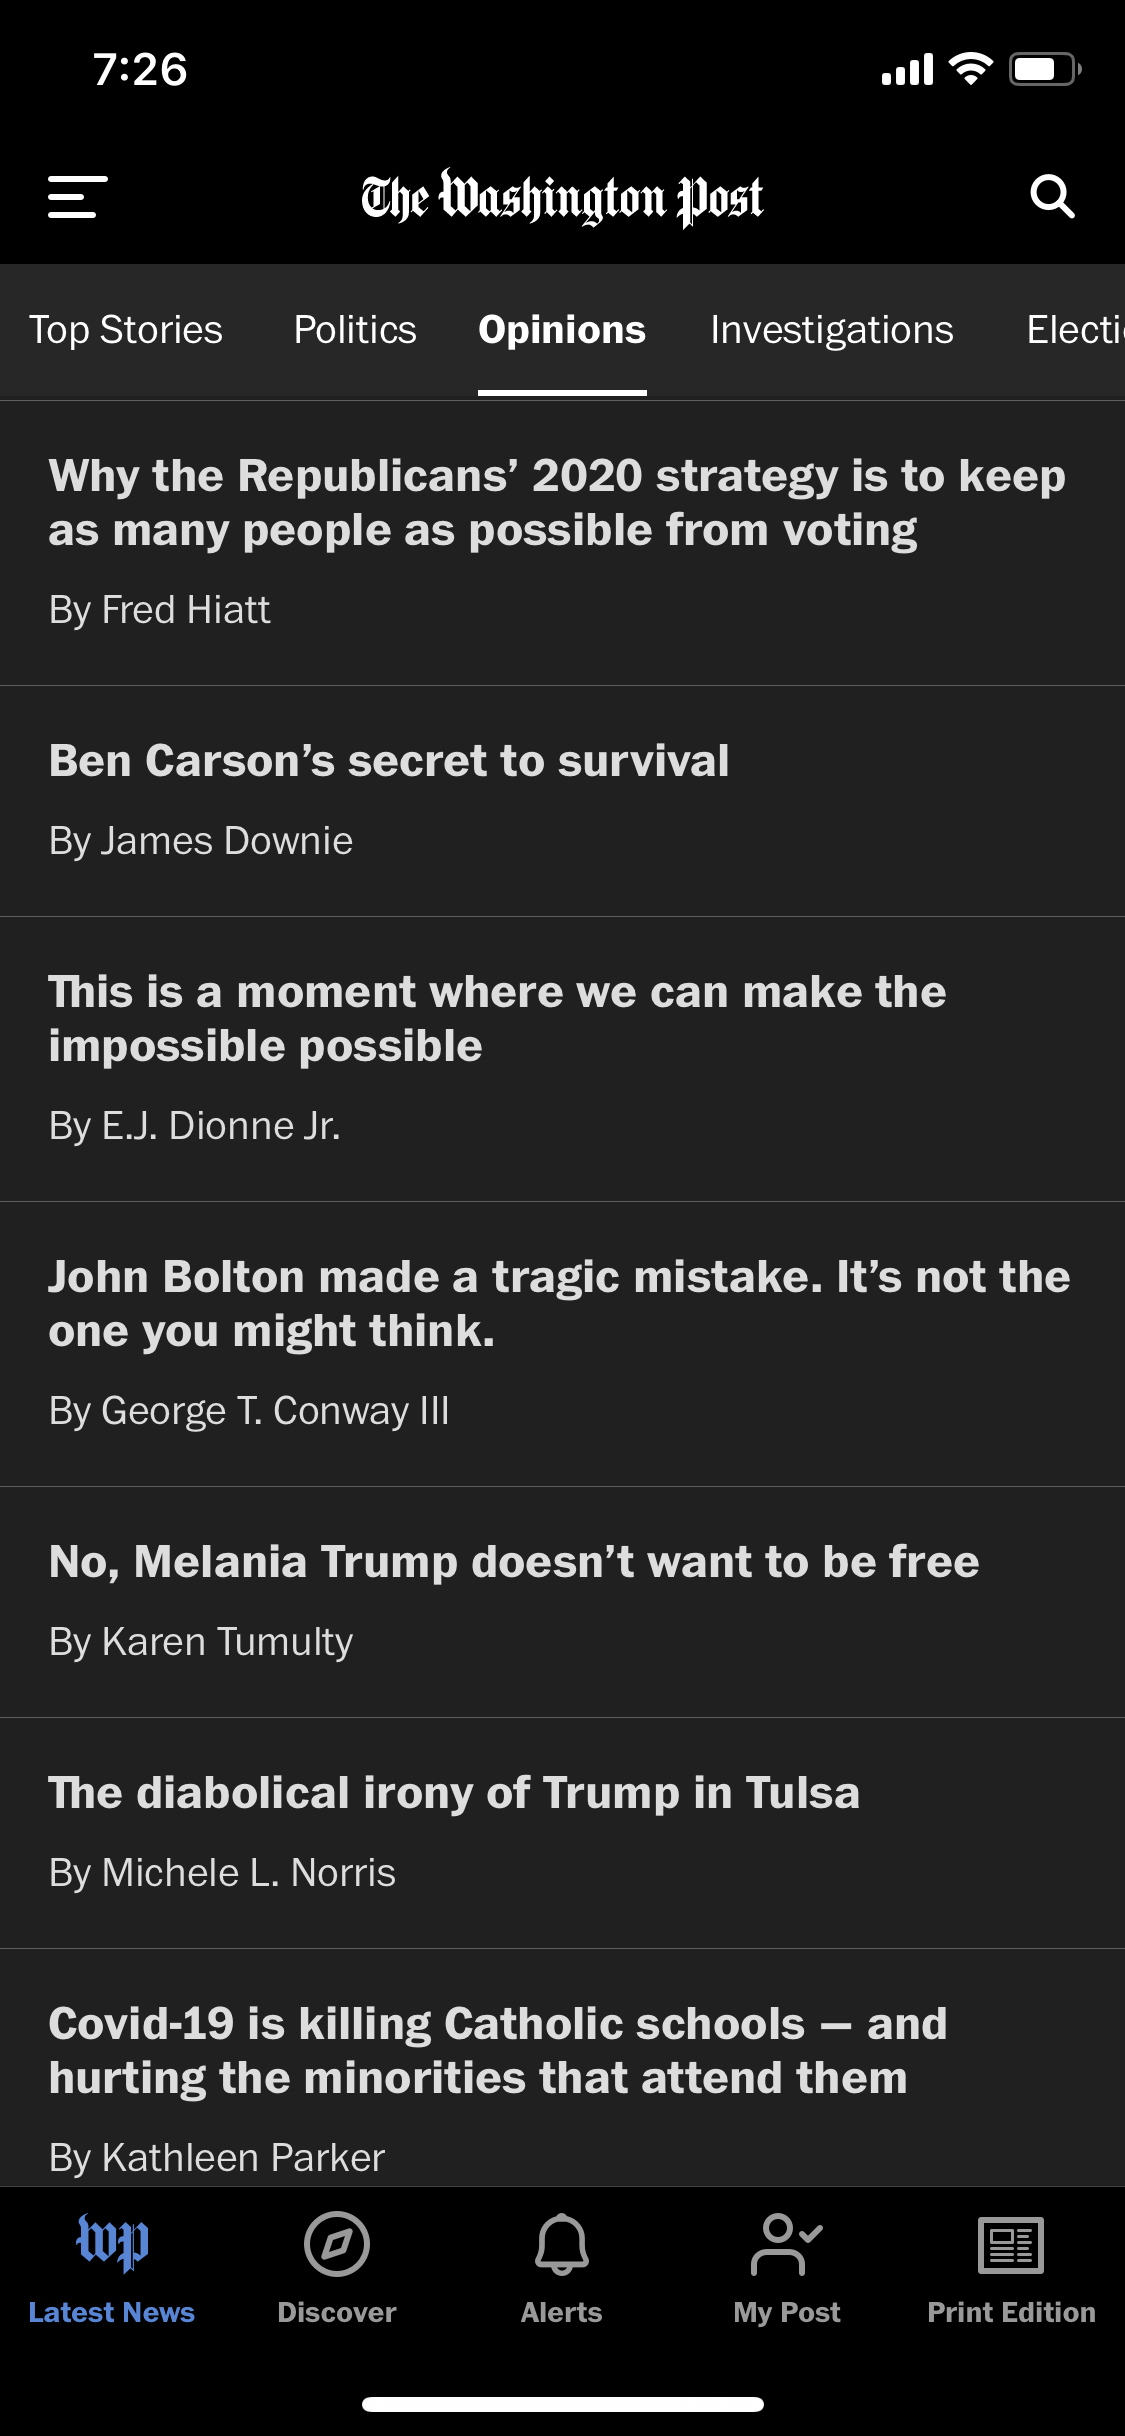 7:26
The Washington Post
Top Stories Politics Opinions Investigations Electi
Why the Republicans’ 2020 strategy is to keep
as many people as possible from voting
By Fred Hiatt
Ben Carson’s secret to survival
By James Downie
This is a moment where we can make the
impossible possible
By E.J. Dionne Jr.
John Bolton made a tragic mistake. It’s not the
one you might think.
By George T. Conway III
No, Melania Trump doesn’t want to be free
By Karen Tumulty
The diabolical irony of Trump in Tulsa
By Michele L. Norris
Covid-19 is killing Catholic schools — and
hurting the minorities that attend them
By Kathleen Parker
wp
Latest News Discover Alerts My Post Print Edition